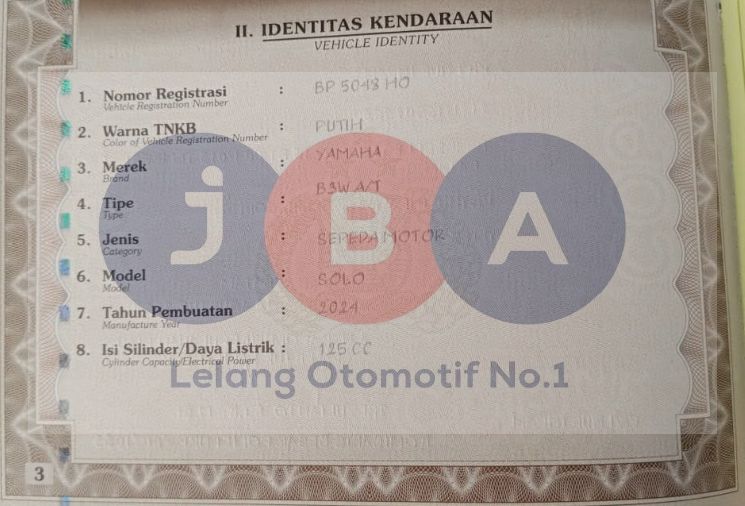 II. IDENTITAS KENDARAAN
VEHICLE IDENTITY
1. Nomor Registrasi : BP 5048 HO
Vehicle Registration Number
2. Warna TNKB : PUTIH
Color of Vehicle Registration Number
3. Merek : YAMAHA
Brand
4. Tipe : B3W A/T
Type
5. Jenis : SEPEDA MOTOR
Category
6. Model : SOLO
Model
7. Tahun Pembuatan : 2024
Manufacture Year
8. Isi Silinder/Daya Listrik : 125 CC
Cylinder Capacity/Electrical Power
JBA
Lelang Otomotif No.1
3